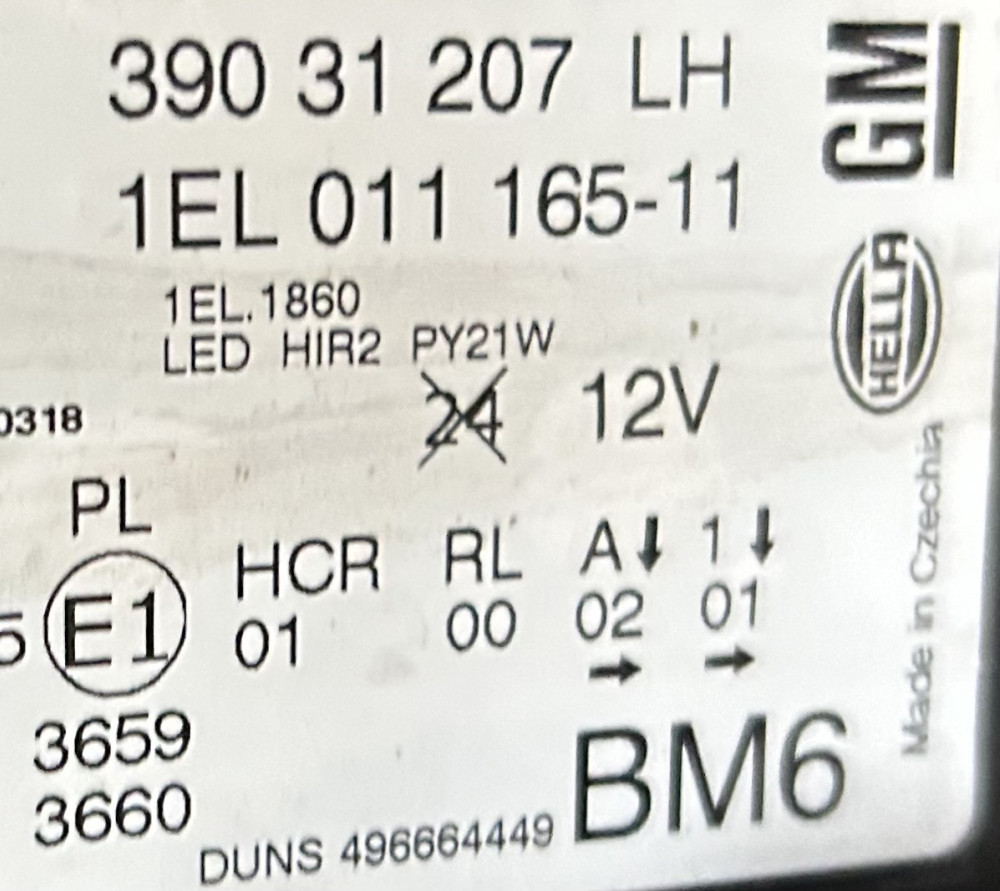 390 31 207 LH
GM
1EL 011 165-11
HELLA
1EL.1860
LED HIR2 PY21W
24 12V
0318
PL
HCR RL A↓ 1↓
5 E1 01 00 02 01
→ →
3659
3660
BM6
DUNS 496664449
Made in Czechia